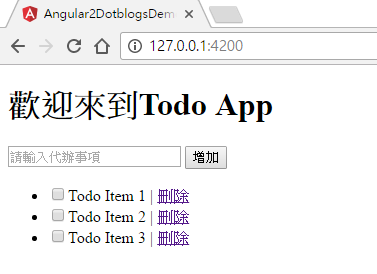 Angular2DotblogsDem
127.0.0.1:4200
歡迎來到Todo App
請輸入代辦事項 增加
Todo Item 1 | 刪除
Todo Item 2 | 刪除
Todo Item 3 | 刪除